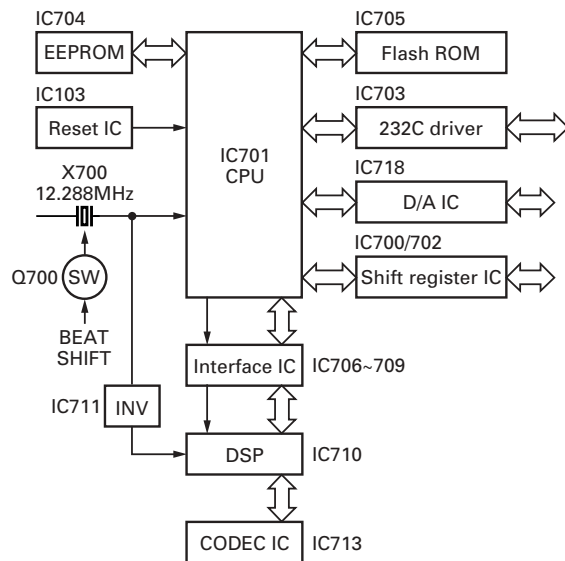 IC704
EEPROM
IC705
Flash ROM
IC103
Reset IC
IC703
232C driver
IC701
CPU
X700
12.288MHz
IC718
D/A IC
IC700/702
Shift register IC
Q700
SW
BEAT
SHIFT
Interface IC
IC706~709
IC711
INV
DSP
IC710
CODEC IC
IC713